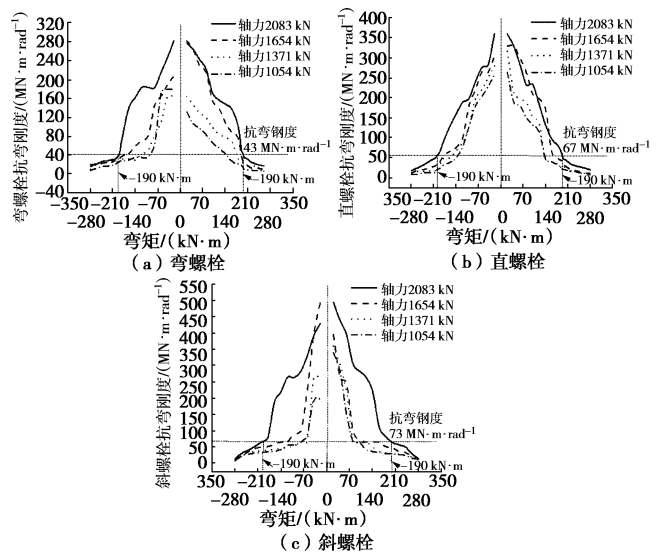 弯螺栓抗弯刚度/(MN·m·rad⁻¹)
320
280
240
200
160
120
80
40
0
−40
轴力2083 kN
轴力1654 kN
轴力1371 kN
轴力1054 kN
抗弯钢度
43 MN·m·rad⁻¹
−190 kN·m
−190 kN·m
−350 −210 −70 70 210 350
−280 −140 0 140 280
弯矩/(kN·m)
(a) 弯螺栓
直螺栓抗弯刚度/(MN·m·rad⁻¹)
400
350
300
250
200
150
100
50
0
轴力2083 kN
轴力1654 kN
轴力1371 kN
轴力1054 kN
抗弯钢度
67 MN·m·rad⁻¹
−190 kN·m
−190 kN·m
−350 −210 −70 70 210 350
−280 −140 0 140 280
弯矩/(kN·m)
(b) 直螺栓
斜螺栓抗弯刚度/(MN·m·rad⁻¹)
550
500
450
400
350
300
250
200
150
100
50
0
轴力2083 kN
轴力1654 kN
轴力1371 kN
轴力1054 kN
抗弯钢度
73 MN·m·rad⁻¹
−190 kN·m
−190 kN·m
350 −210 −70 70 210 350
−280 −140 0 140 280
弯矩/(kN·m)
(c) 斜螺栓